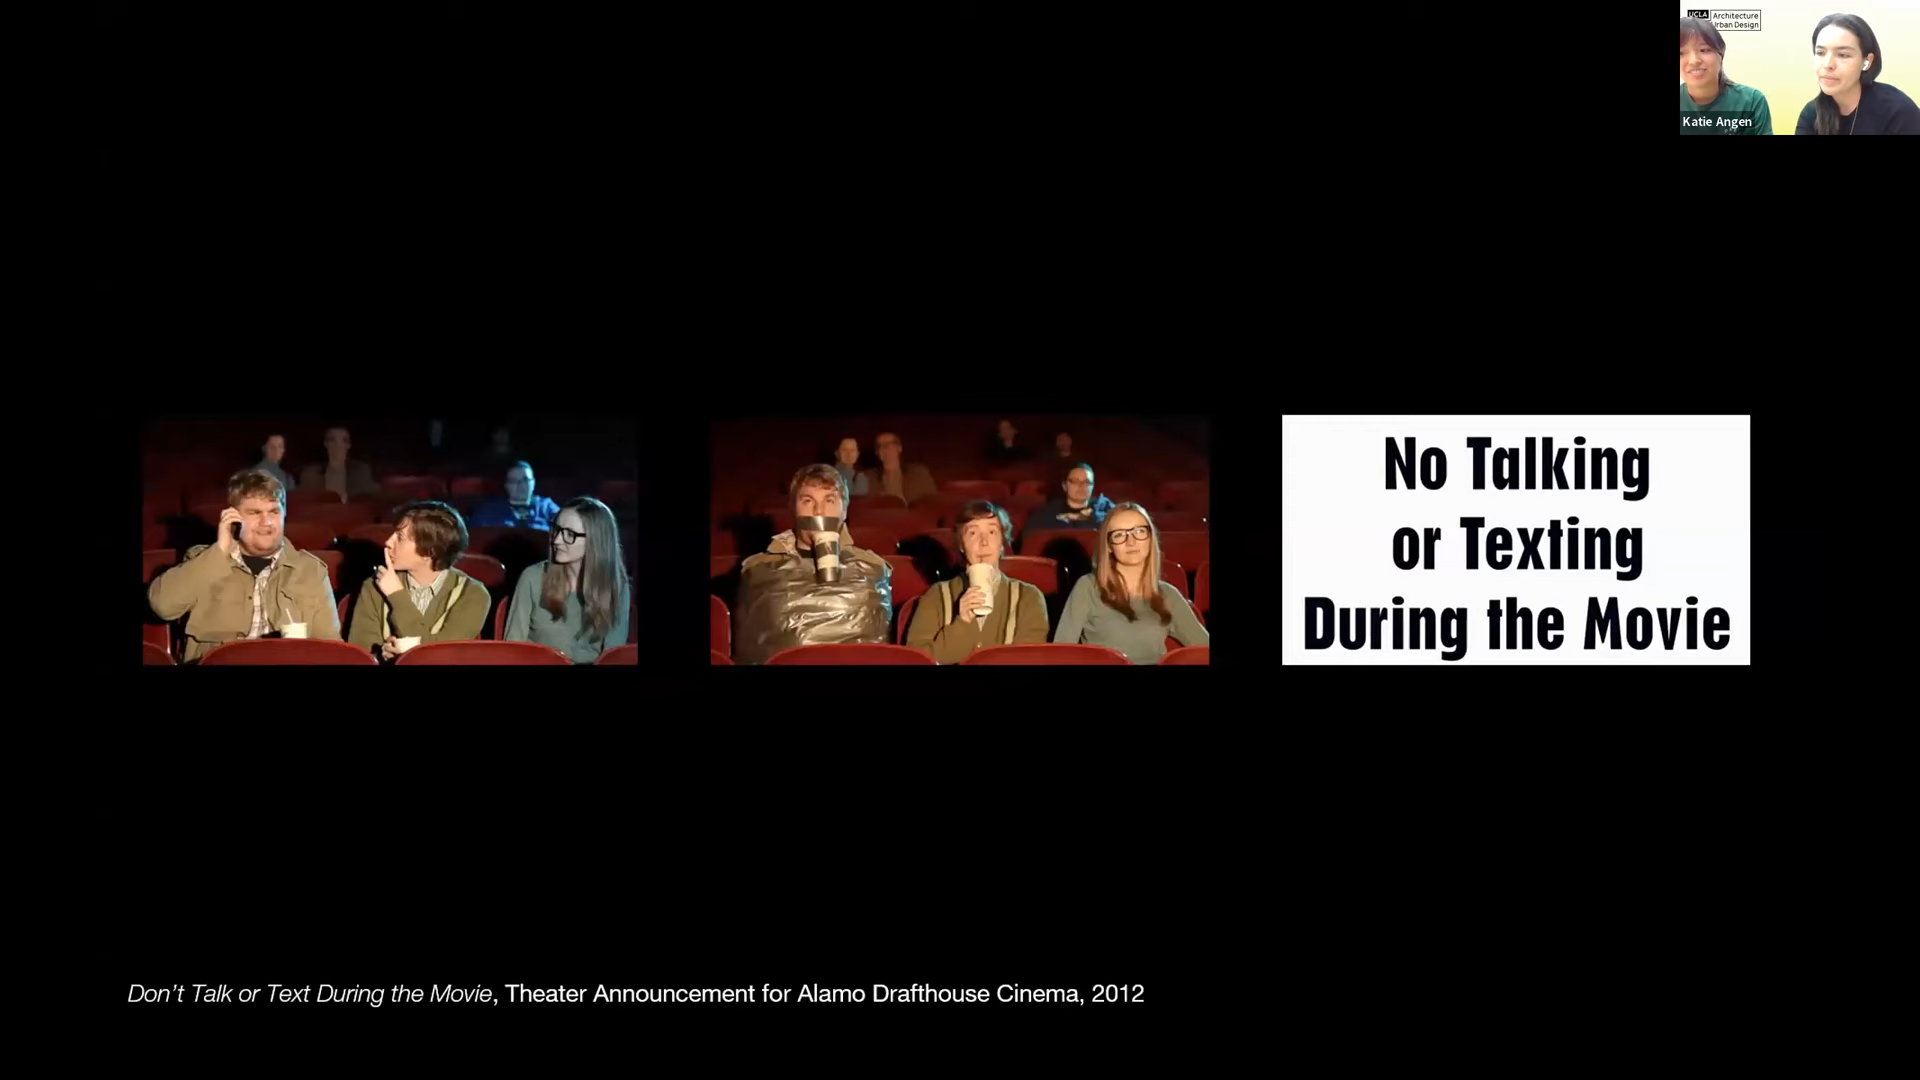 UCLA Architecture
Urban Design
Katie Angen
No Talking
or Texting
During the Movie
Don't Talk or Text During the Movie, Theater Announcement for Alamo Drafthouse Cinema, 2012